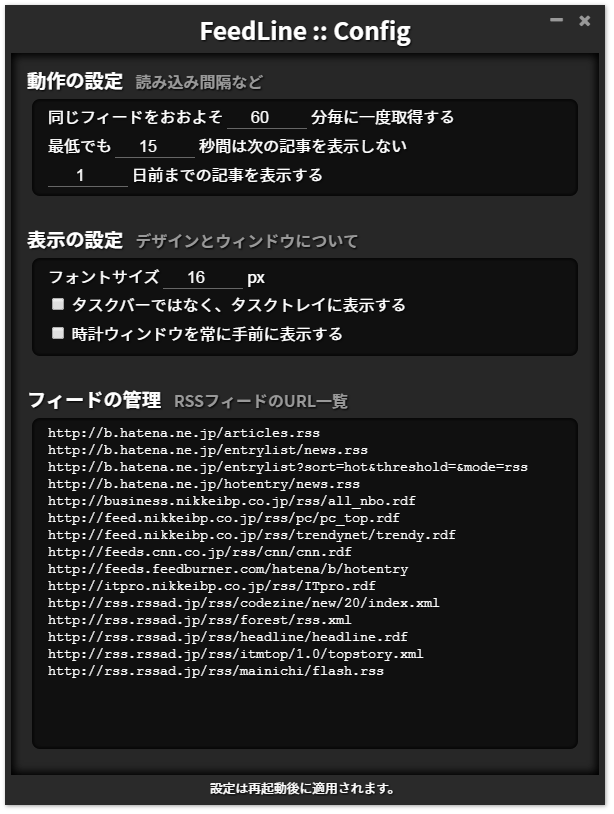 FeedLine :: Config
動作の設定 読み込み間隔など
同じフィードをおおよそ 60 分毎に一度取得する
最低でも 15 秒間は次の記事を表示しない
1 日前までの記事を表示する
表示の設定 デザインとウィンドウについて
フォントサイズ 16 px
タスクバーではなく、タスクトレイに表示する
時計ウィンドウを常に手前に表示する
フィードの管理 RSSフィードのURL一覧
http://b.hatena.ne.jp/articles.rss
http://b.hatena.ne.jp/entrylist/news.rss
http://b.hatena.ne.jp/entrylist?sort=hot&threshold=&mode=rss
http://b.hatena.ne.jp/hotentry/news.rss
http://business.nikkeibp.co.jp/rss/all_nbo.rdf
http://feed.nikkeibp.co.jp/rss/pc/pc_top.rdf
http://feed.nikkeibp.co.jp/rss/trendynet/trendy.rdf
http://feeds.cnn.co.jp/rss/cnn/cnn.rdf
http://feeds.feedburner.com/hatena/b/hotentry
http://itpro.nikkeibp.co.jp/rss/ITpro.rdf
http://rss.rssad.jp/rss/codezine/new/20/index.xml
http://rss.rssad.jp/rss/forest/rss.xml
http://rss.rssad.jp/rss/headline/headline.rdf
http://rss.rssad.jp/rss/itmtop/1.0/topstory.xml
http://rss.rssad.jp/rss/mainichi/flash.rss
設定は再起動後に適用されます。